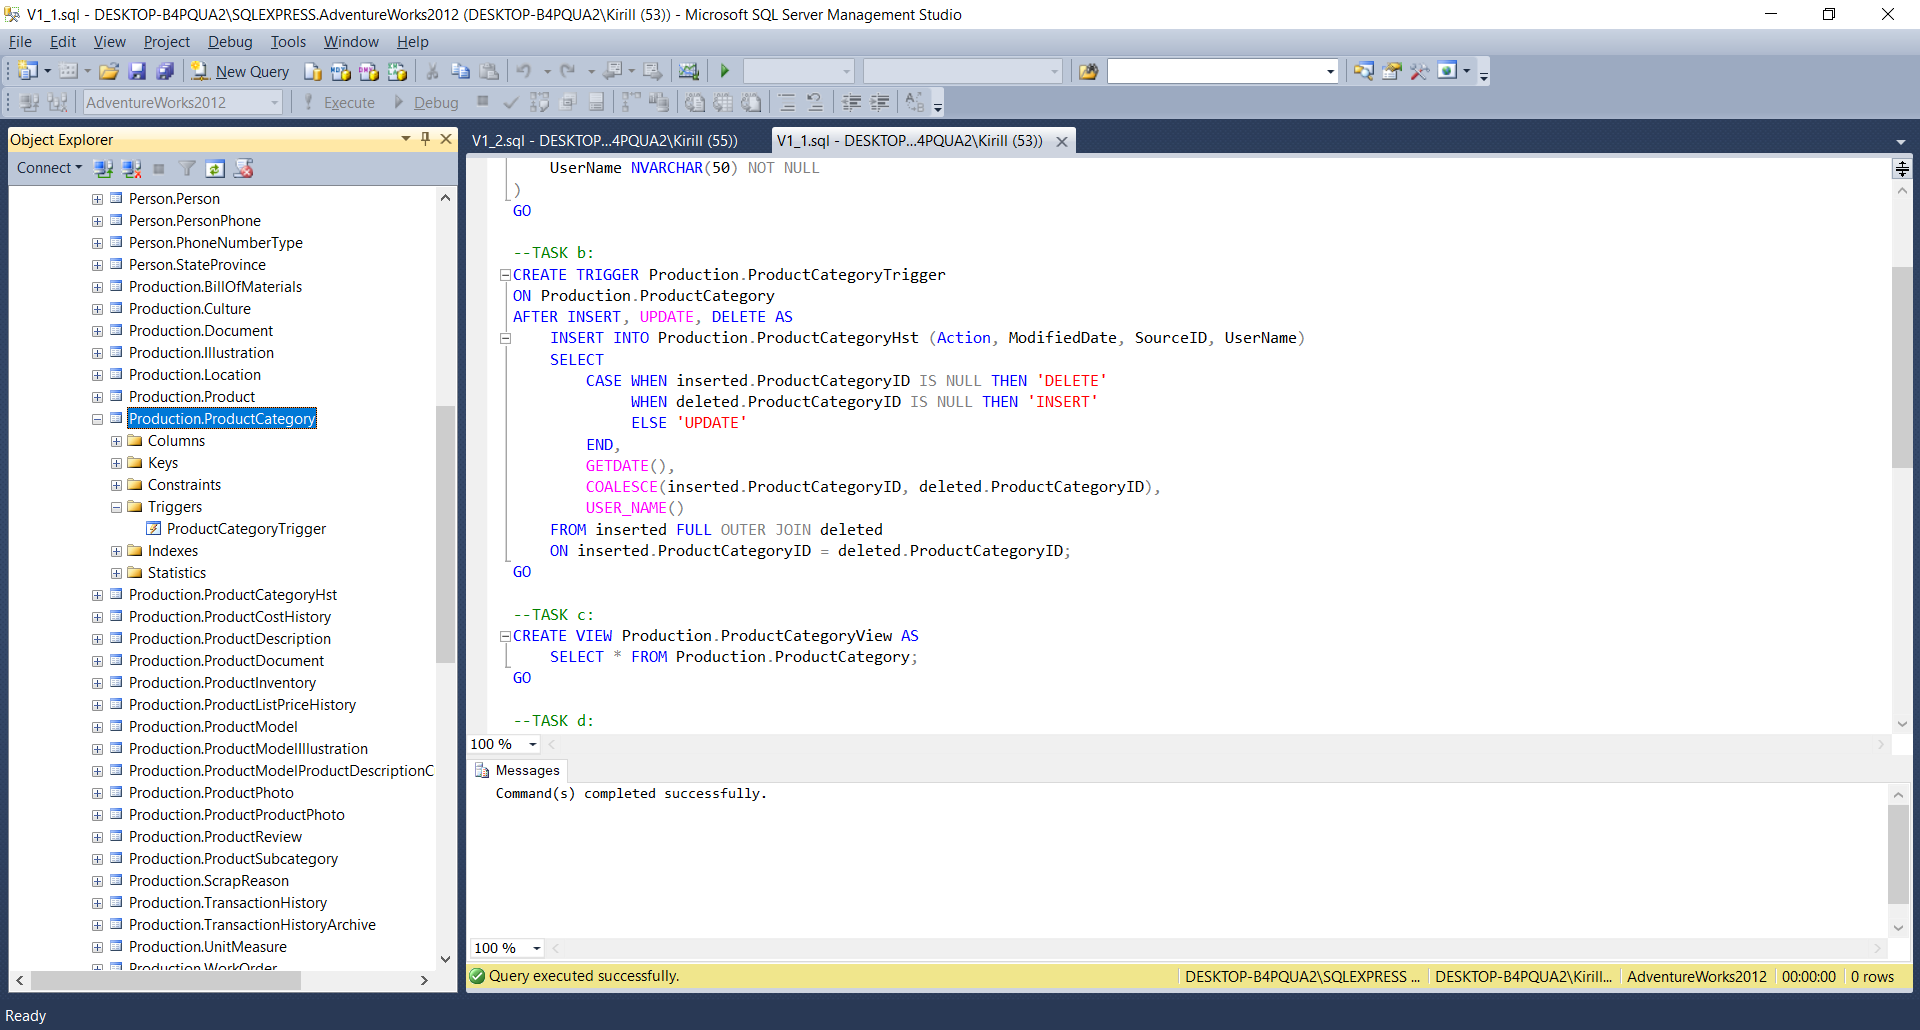 V1_1.sql - DESKTOP-B4PQUA2\SQLEXPRESS.AdventureWorks2012 (DESKTOP-B4PQUA2\Kirill (53)) - Microsoft SQL Server Management Studio
File Edit View Project Debug Tools Window Help
New Query
AdventureWorks2012 Execute Debug
Object Explorer
Connect
Person.Person
Person.PersonPhone
Person.PhoneNumberType
Person.StateProvince
Production.BillOfMaterials
Production.Culture
Production.Document
Production.Illustration
Production.Location
Production.Product
Production.ProductCategory
Columns
Keys
Constraints
Triggers
ProductCategoryTrigger
Indexes
Statistics
Production.ProductCategoryHst
Production.ProductCostHistory
Production.ProductDescription
Production.ProductDocument
Production.ProductInventory
Production.ProductListPriceHistory
Production.ProductModel
Production.ProductModelIllustration
Production.ProductModelProductDescriptionC
Production.ProductPhoto
Production.ProductProductPhoto
Production.ProductReview
Production.ProductSubcategory
Production.ScrapReason
Production.TransactionHistory
Production.TransactionHistoryArchive
Production.UnitMeasure
Production.WorkOrder
V1_2.sql - DESKTOP...4PQUA2\Kirill (55)) V1_1.sql - DESKTOP...4PQUA2\Kirill (53))
UserName NVARCHAR(50) NOT NULL
)
GO
--TASK b:
CREATE TRIGGER Production.ProductCategoryTrigger
ON Production.ProductCategory
AFTER INSERT, UPDATE, DELETE AS
INSERT INTO Production.ProductCategoryHst (Action, ModifiedDate, SourceID, UserName)
SELECT
CASE WHEN inserted.ProductCategoryID IS NULL THEN 'DELETE'
WHEN deleted.ProductCategoryID IS NULL THEN 'INSERT'
ELSE 'UPDATE'
END,
GETDATE(),
COALESCE(inserted.ProductCategoryID, deleted.ProductCategoryID),
USER_NAME()
FROM inserted FULL OUTER JOIN deleted
ON inserted.ProductCategoryID = deleted.ProductCategoryID;
GO
--TASK c:
CREATE VIEW Production.ProductCategoryView AS
SELECT * FROM Production.ProductCategory;
GO
--TASK d:
100 %
Messages
Command(s) completed successfully.
100 %
Query executed successfully. DESKTOP-B4PQUA2\SQLEXPRESS ... DESKTOP-B4PQUA2\Kirill... AdventureWorks2012 00:00:00 0 rows
Ready